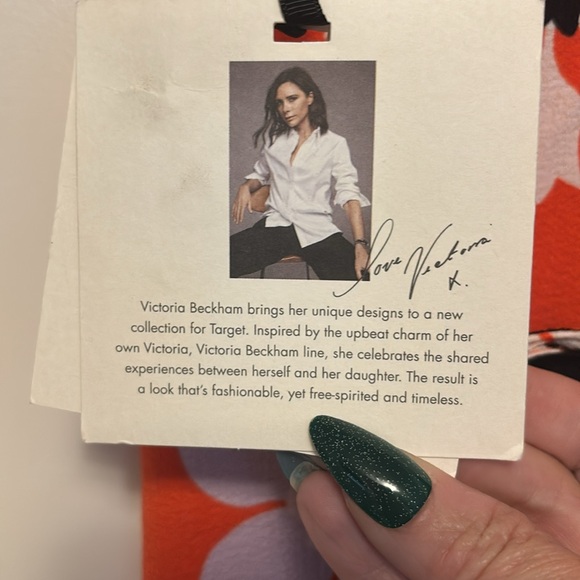 Love Victoria
x.
Victoria Beckham brings her unique designs to a new
collection for Target. Inspired by the upbeat charm of her
own Victoria, Victoria Beckham line, she celebrates the shared
experiences between herself and her daughter. The result is
a look that's fashionable, yet free-spirited and timeless.